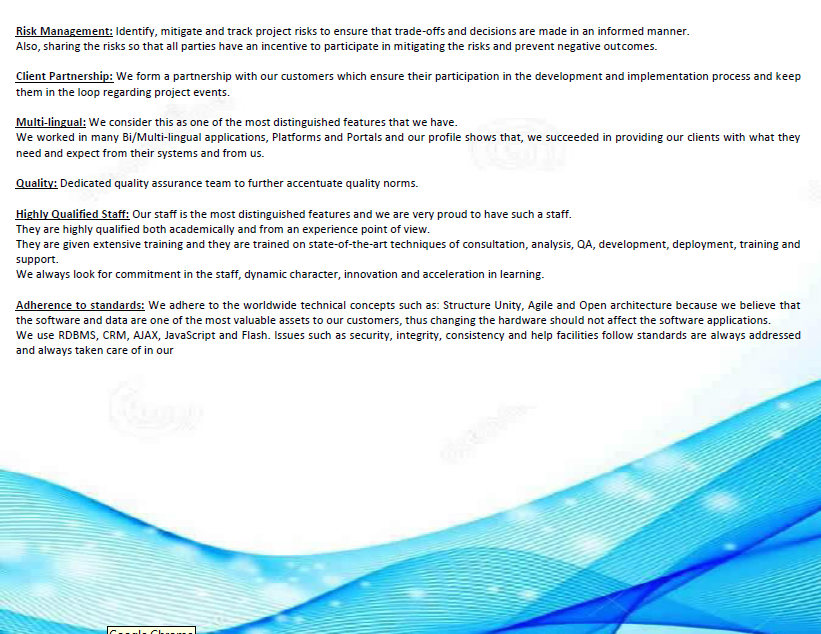 Risk Management: Identify, mitigate and track project risks to ensure that trade-offs and decisions are made in an informed manner.
Also, sharing the risks so that all parties have an incentive to participate in mitigating the risks and prevent negative outcomes.
Client Partnership: We form a partnership with our customers which ensure their participation in the development and implementation process and keep
them in the loop regarding project events.
Multi-lingual: We consider this as one of the most distinguished features that we have.
We worked in many Bi/Multi-lingual applications, Platforms and Portals and our profile shows that, we succeeded in providing our clients with what they
need and expect from their systems and from us.
Quality: Dedicated quality assurance team to further accentuate quality norms.
Highly Qualified Staff: Our staff is the most distinguished features and we are very proud to have such a staff.
They are highly qualified both academically and from an experience point of view.
They are given extensive training and they are trained on state-of-the-art techniques of consultation, analysis, QA, development, deployment, training and
support.
We always look for commitment in the staff, dynamic character, innovation and acceleration in learning.
Adherence to standards: We adhere to the worldwide technical concepts such as: Structure Unity, Agile and Open architecture because we believe that
the software and data are one of the most valuable assets to our customers, thus changing the hardware should not affect the software applications.
We use RDBMS, CRM, AJAX, JavaScript and Flash. Issues such as security, integrity, consistency and help facilities follow standards are always addressed
and always taken care of in our
Google Chrome